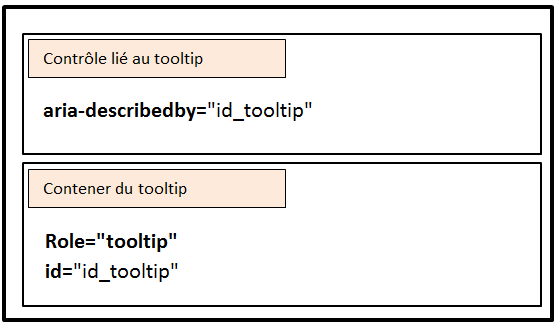 Contrôle lié au tooltip
aria-describedby="id_tooltip"
Contener du tooltip
Role="tooltip"
id="id_tooltip"